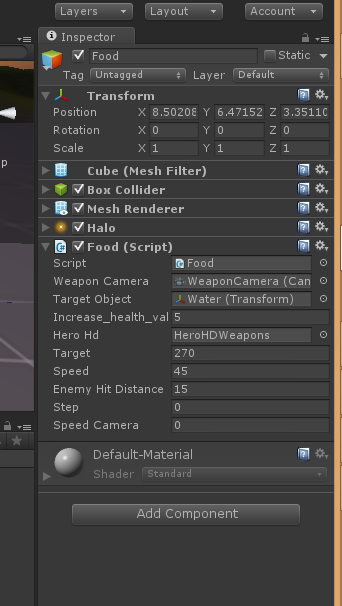 Layers Layout Account
Inspector
Food Static
Tag Untagged Layer Default
Transform
Position X 8.50208 Y 6.47152 Z 3.35110
Rotation X 0 Y 0 Z 0
Scale X 1 Y 1 Z 1
Cube (Mesh Filter)
Box Collider
Mesh Renderer
Halo
p
Food (Script)
Script Food
Weapon Camera WeaponCamera (Can
Target Object Water (Transform)
Increase_health_val 5
Hero Hd HeroHDWeapons
Target 270
Speed 45
Enemy Hit Distance 15
Step 0
Speed Camera 0
Default-Material
Shader Standard
Add Component